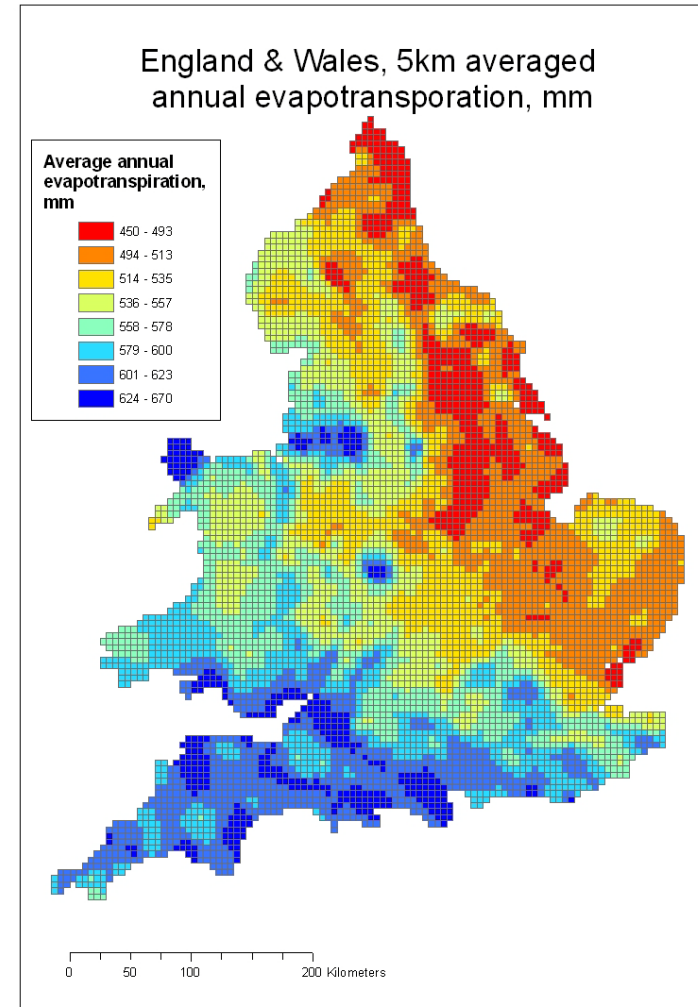 England & Wales, 5km averaged
annual evapotransporation, mm
Average annual
evapotranspiration,
mm
450 - 493
494 - 513
514 - 535
536 - 557
558 - 578
579 - 600
601 - 623
624 - 670
0 50 100 200 Kilometers